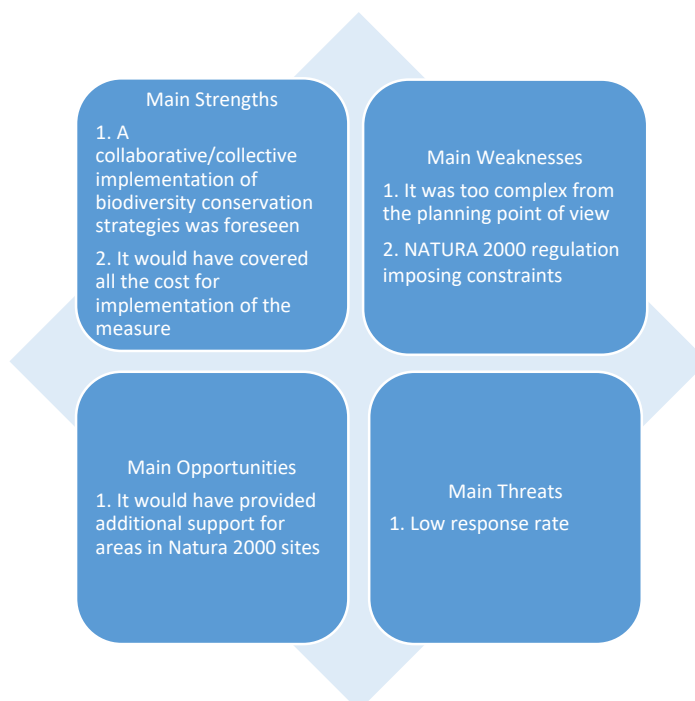 Main Strengths
1. A
collaborative/collective
implementation of
biodiversity conservation
strategies was foreseen
2. It would have covered
all the cost for
implementation of the
measure
Main Weaknesses
1. It was too complex from
the planning point of view
2. NATURA 2000 regulation
imposing constraints
Main Opportunities
1. It would have provided
additional support for
areas in Natura 2000 sites
Main Threats
1. Low response rate